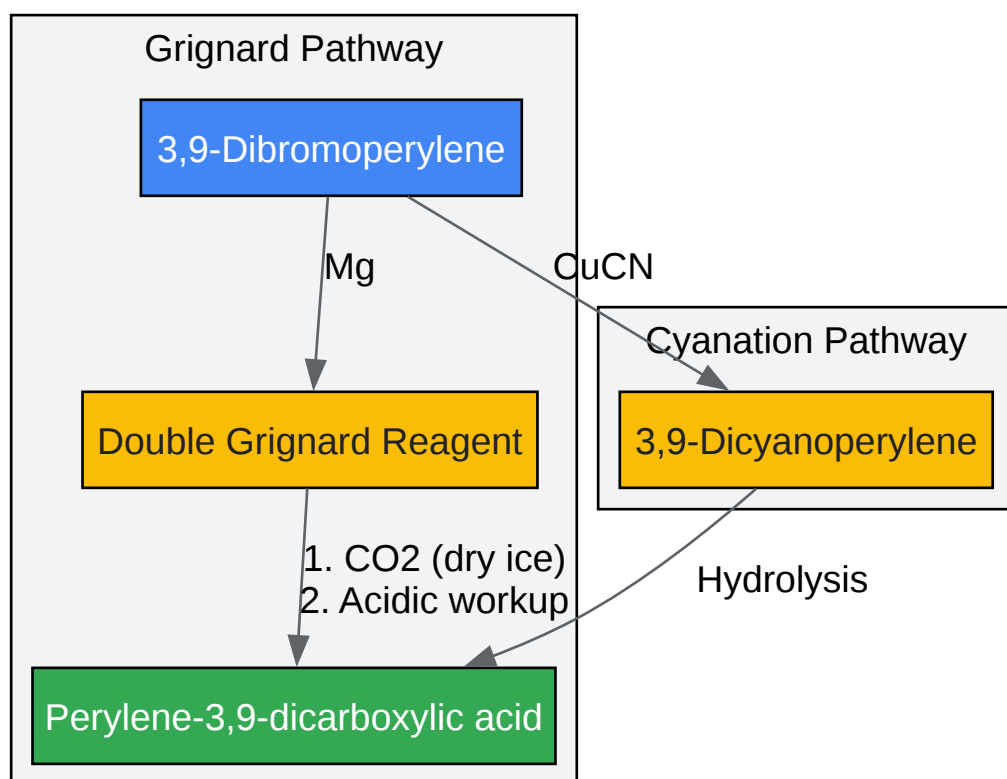 Grignard Pathway
3,9-Dibromoperylene
Mg
CuCN
Cyanation Pathway
Double Grignard Reagent
3,9-Dicyanoperylene
1. CO2 (dry ice)
2. Acidic workup
Hydrolysis
Perylene-3,9-dicarboxylic acid